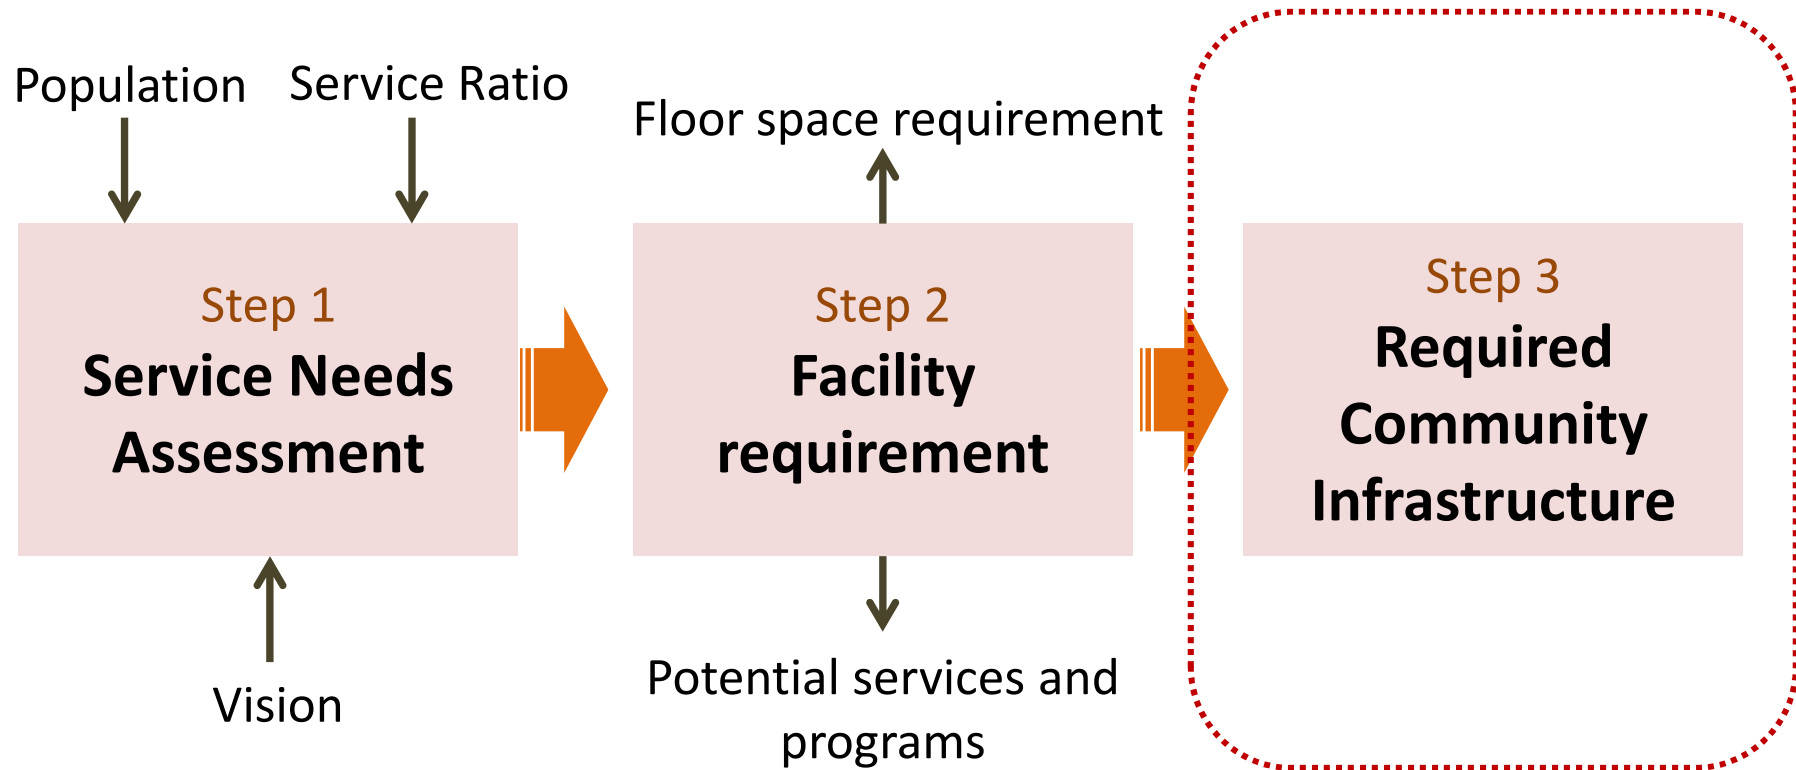 Population
Service Ratio
Floor space requirement
Step 1
Service Needs
Assessment
Step 2
Facility
requirement
Step 3
Required
Community
Infrastructure
Vision
Potential services and
programs